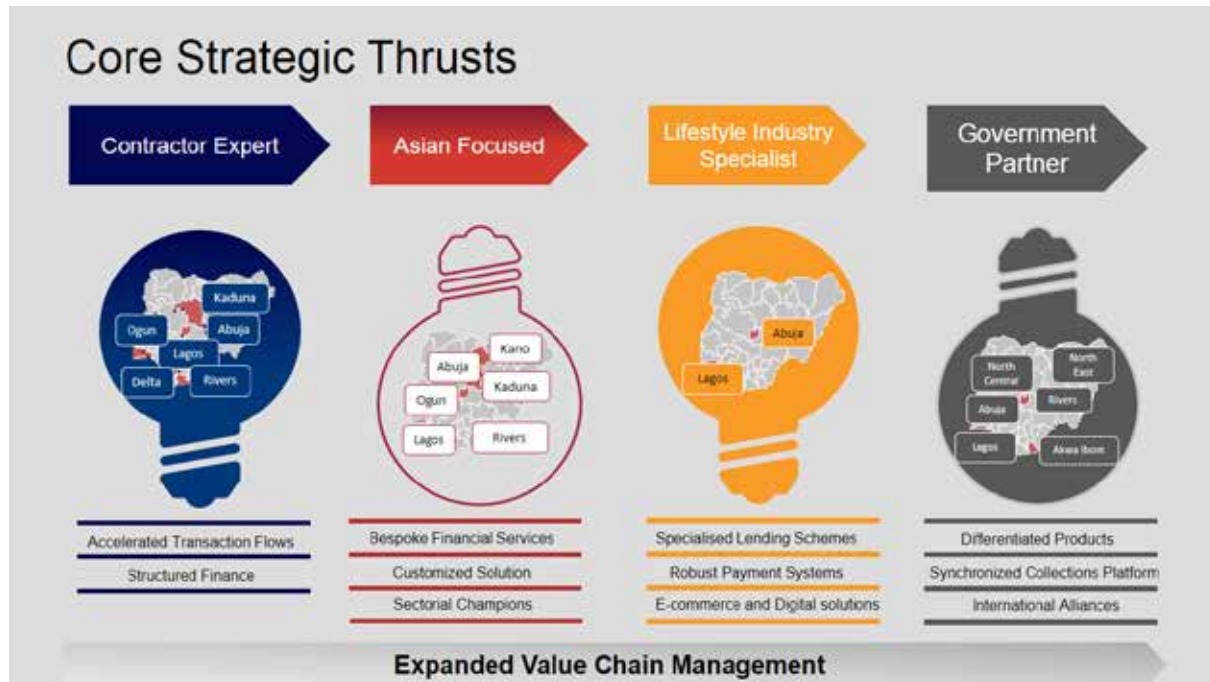 Core Strategic Thrusts
Contractor Expert
Asian Focused
Lifestyle Industry
Specialist
Government
Partner
Kaduna
Ogun
Abuja
Lagos
Delta
Rivers
Kano
Abuja
Kaduna
Ogun
Lagos
Rivers
Abuja
Lagos
North
Central
North
East
Abuja
Rivers
Lagos
Akwa Ibom
Accelerated Transaction Flows
Structured Finance
Bespoke Financial Services
Customized Solution
Sectorial Champions
Specialised Lending Schemes
Robust Payment Systems
E-commerce and Digital solutions
Differentiated Products
Synchronized Collections Platform
International Alliances
Expanded Value Chain Management